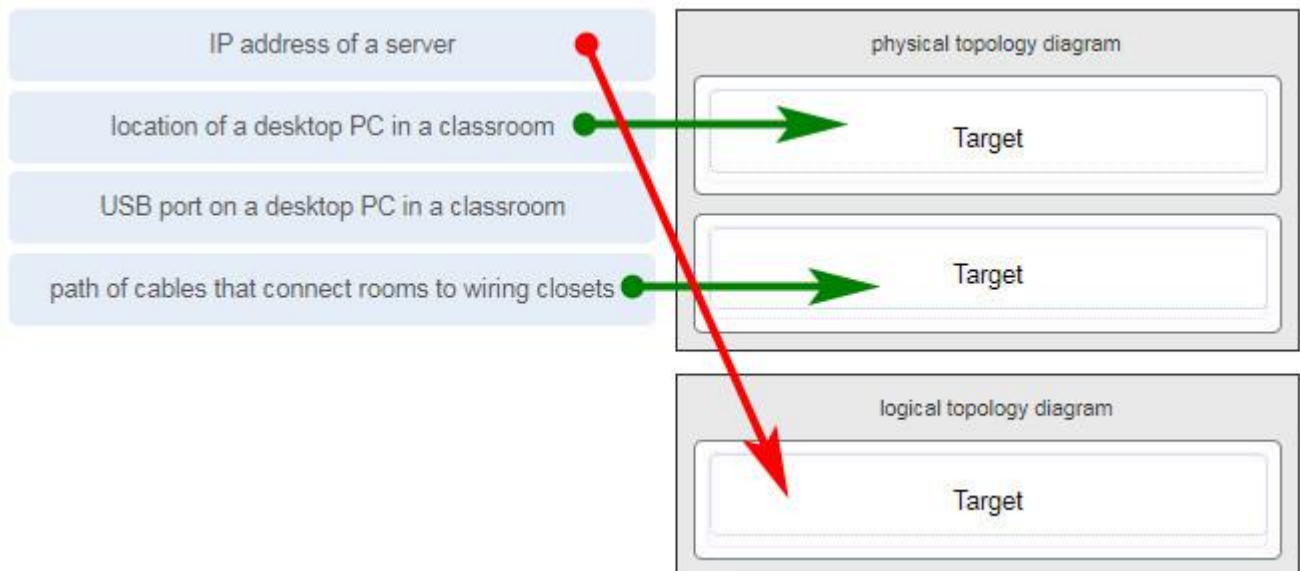 IP address of a server
location of a desktop PC in a classroom
USB port on a desktop PC in a classroom
path of cables that connect rooms to wiring closets
physical topology diagram
Target
Target
logical topology diagram
Target